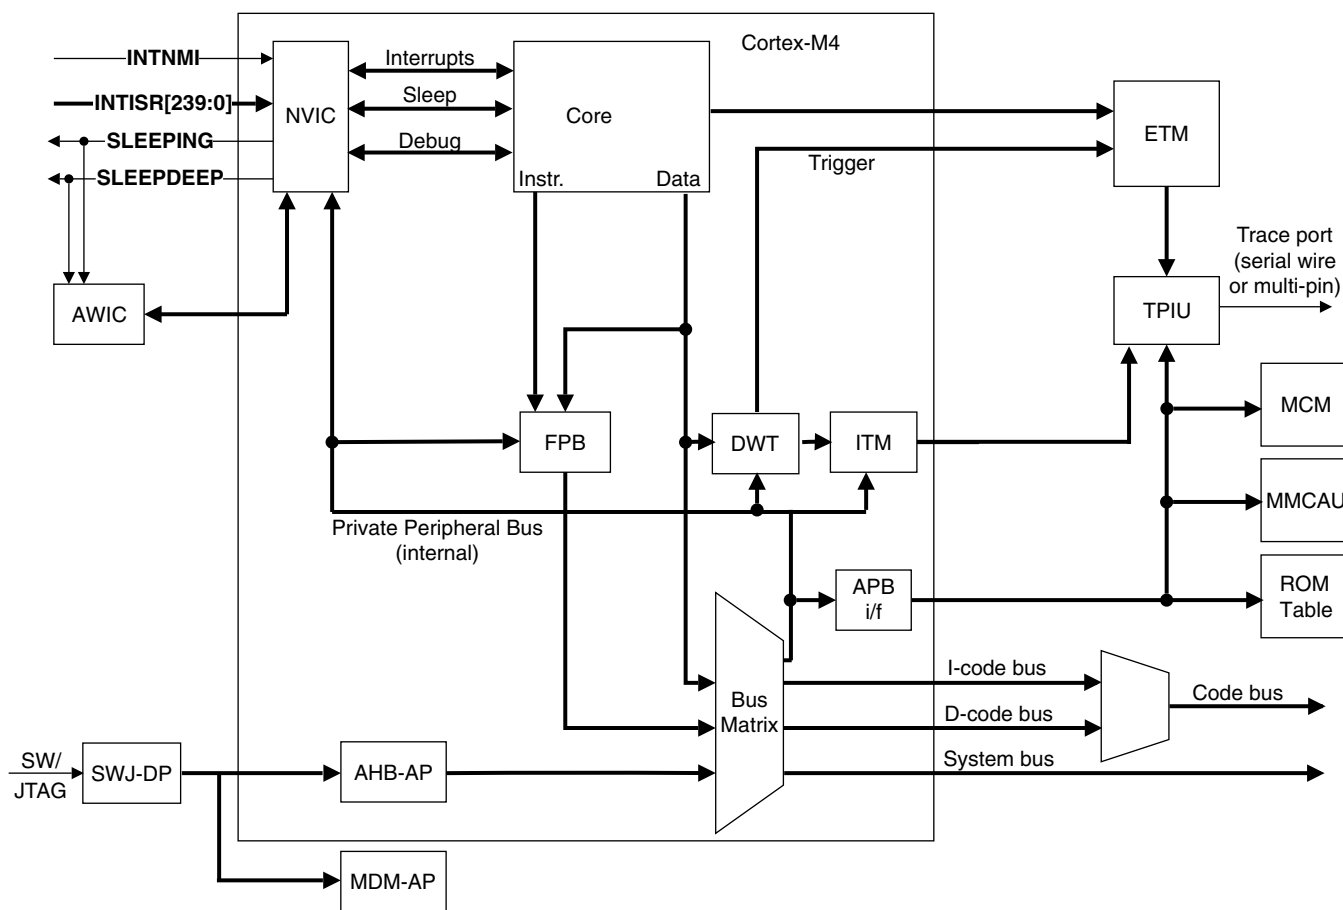 Cortex-M4
INTNMI
INTISR[239:0]
SLEEPING
SLEEPDEEP
NVIC
Interrupts
Sleep
Debug
Core
Instr.
Data
ETM
Trigger
AWIC
Trace port
(serial wire
or multi-pin)
TPIU
FPB
DWT
ITM
MCM
MMCAU
Private Peripheral Bus
(internal)
APB
i/f
ROM
Table
Bus
Matrix
I-code bus
D-code bus
System bus
Code bus
SW/
JTAG
SWJ-DP
AHB-AP
MDM-AP